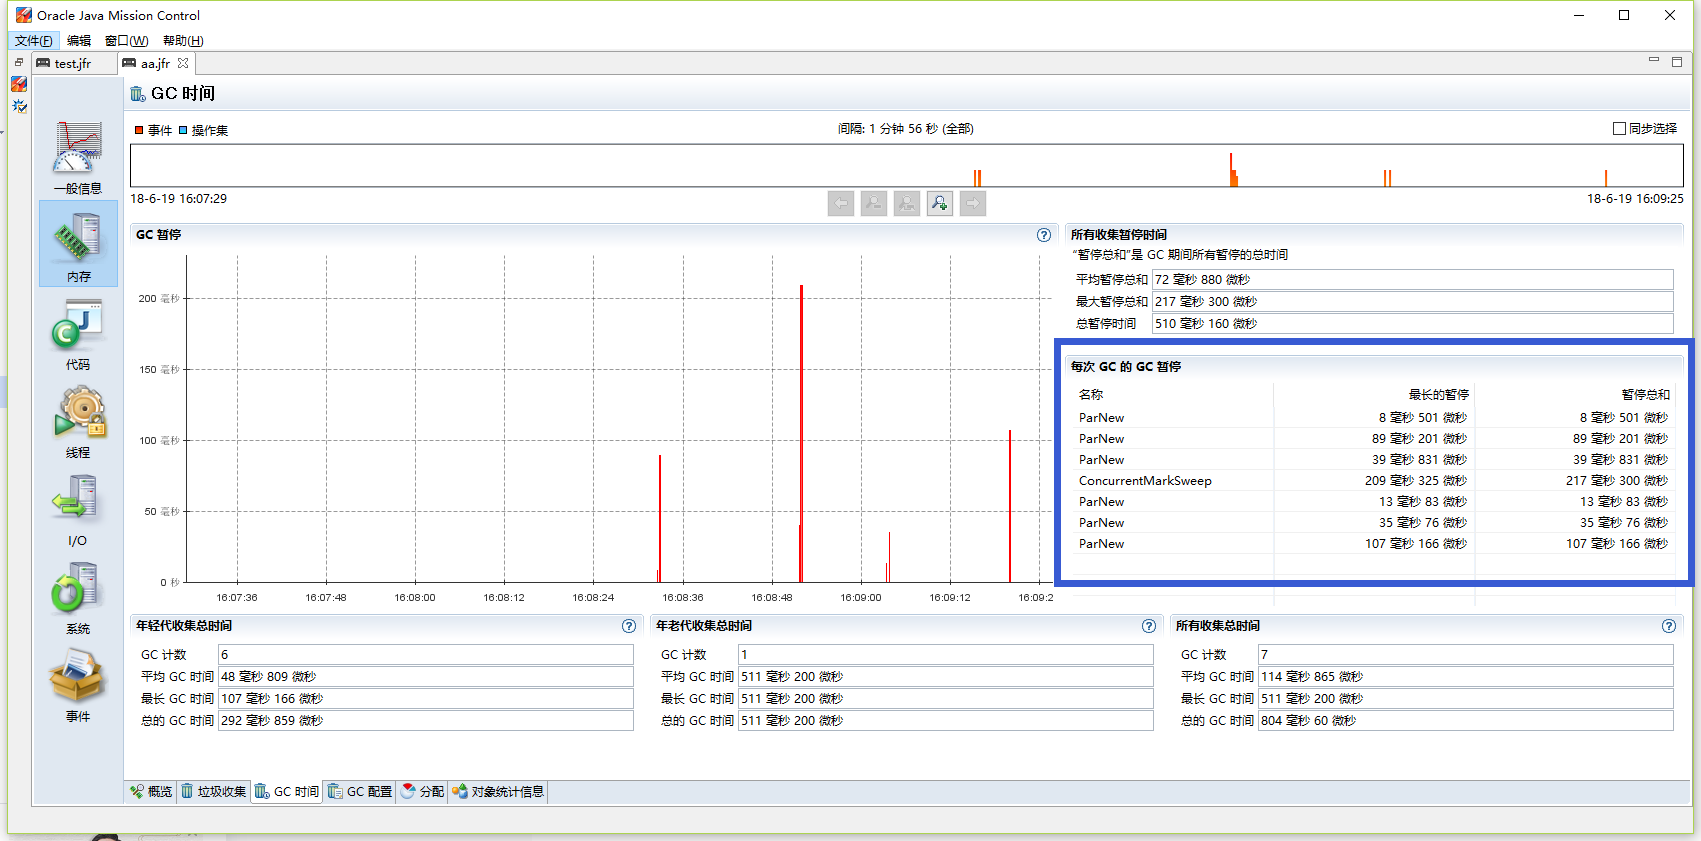 Oracle Java Mission Control
文件(F) 编辑 窗口(W) 帮助(H)
test.jfr aa.jfr
GC 时间
事件 操作集 间隔: 1 分钟 56 秒 (全部) 同步选择
18-6-19 16:07:29 18-6-19 16:09:25
一般信息
内存
代码
线程
I/O
系统
事件
GC 暂停
200 毫秒
150 毫秒
100 毫秒
50 毫秒
0 秒
16:07:36 16:07:48 16:08:00 16:08:12 16:08:24 16:08:36 16:08:48 16:09:00 16:09:12 16:09:2
所有收集暂停时间
“暂停总和”是 GC 期间所有暂停的总时间
平均暂停总和 72 毫秒 880 微秒
最大暂停总和 217 毫秒 300 微秒
总暂停时间 510 毫秒 160 微秒
每次 GC 的 GC 暂停
名称 最长的暂停 暂停总和
ParNew 8 毫秒 501 微秒 8 毫秒 501 微秒
ParNew 89 毫秒 201 微秒 89 毫秒 201 微秒
ParNew 39 毫秒 831 微秒 39 毫秒 831 微秒
ConcurrentMarkSweep 209 毫秒 325 微秒 217 毫秒 300 微秒
ParNew 13 毫秒 83 微秒 13 毫秒 83 微秒
ParNew 35 毫秒 76 微秒 35 毫秒 76 微秒
ParNew 107 毫秒 166 微秒 107 毫秒 166 微秒
年轻代收集总时间
GC 计数 6
平均 GC 时间 48 毫秒 809 微秒
最长 GC 时间 107 毫秒 166 微秒
总的 GC 时间 292 毫秒 859 微秒
年老代收集总时间
GC 计数 1
平均 GC 时间 511 毫秒 200 微秒
最长 GC 时间 511 毫秒 200 微秒
总的 GC 时间 511 毫秒 200 微秒
所有收集总时间
GC 计数 7
平均 GC 时间 114 毫秒 865 微秒
最长 GC 时间 511 毫秒 200 微秒
总的 GC 时间 804 毫秒 60 微秒
概览 垃圾收集 GC 时间 GC 配置 分配 对象统计信息